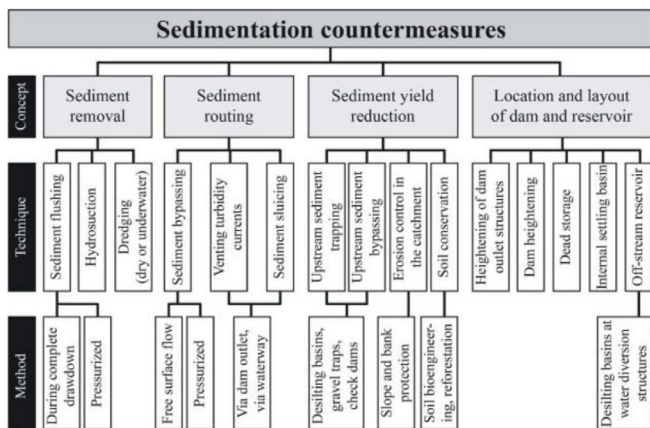 Sedimentation countermeasures
Concept
Sediment
removal
Sediment
routing
Sediment yield
reduction
Location and layout
of dam and reservoir
Technique
Sediment flushing
Hydrosuction
Dredging
(dry or underwater)
Sediment bypassing
Venting turbidity
currents
Sediment sluicing
Upstream sediment
trapping
Upstream sediment
bypassing
Erosion control in
the catchment
Soil conservation
Heightening of dam
outlet structures
Dam heightening
Dead storage
Internal settling basin
Off-stream reservoir
Method
During complete
drawdown
Pressurized
Free surface flow
Pressurized
Via dam outlet,
via waterway
Desilting basins,
gravel traps,
check dams
Slope and bank
protection
Soil bioengineer-
ing, reforestation
Desilting basins at
water diversion
structures